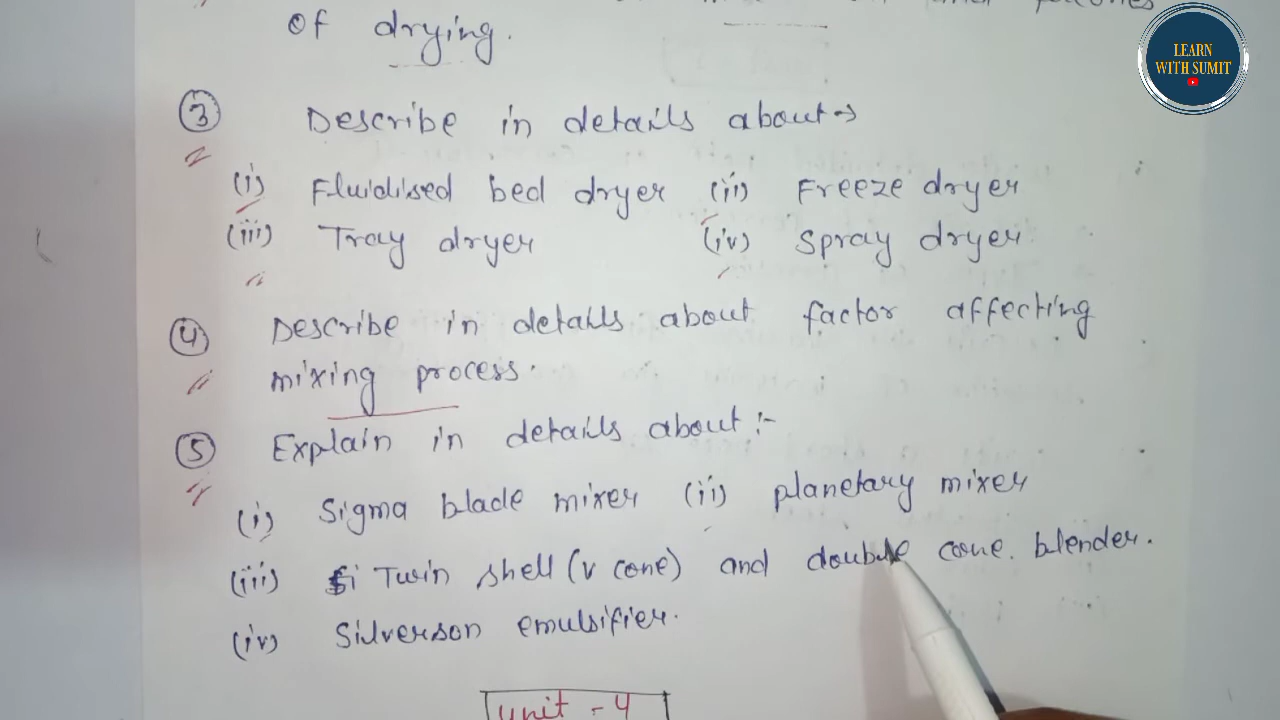 of drying.
LEARN
WITH SUMIT
③ Describe in details about→
(i) Fluidised bed dryer (ii) Freeze dryer
(iii) Tray dryer (iv) Spray dryer
④ Describe in details about factor affecting
mixing process.
⑤ Explain in details about :-
(i) Sigma blade mixer (ii) planetary mixer
(iii) Twin shell (v cone) and double cone blender.
(iv) Silverson emulsifier.
Unit - 4